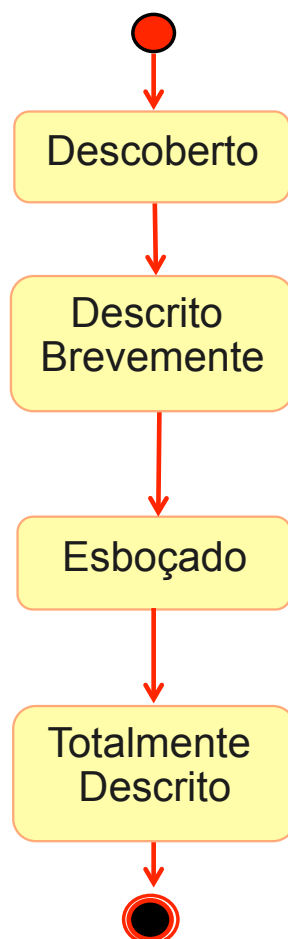 Descoberto
Descrito
Brevemente
Esboçado
Totalmente
Descrito